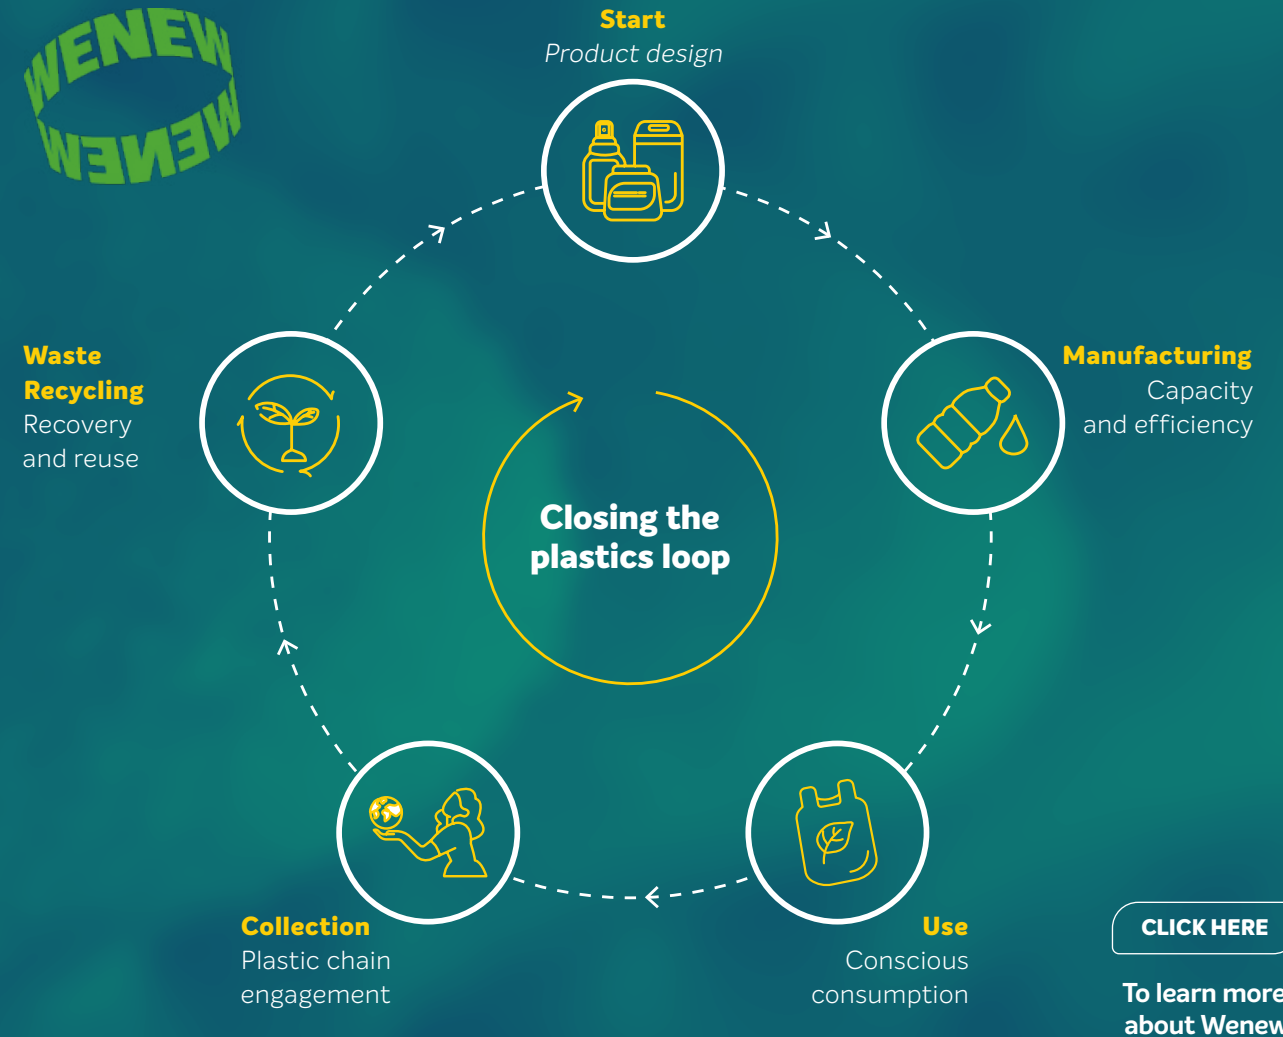 WENEW
WENEW
Start
Product design
Manufacturing
Capacity
and efficiency
Waste
Recycling
Recovery
and reuse
Closing the
plastics loop
Collection
Plastic chain
engagement
Use
Conscious
consumption
CLICK HERE
To learn more
about Wenew